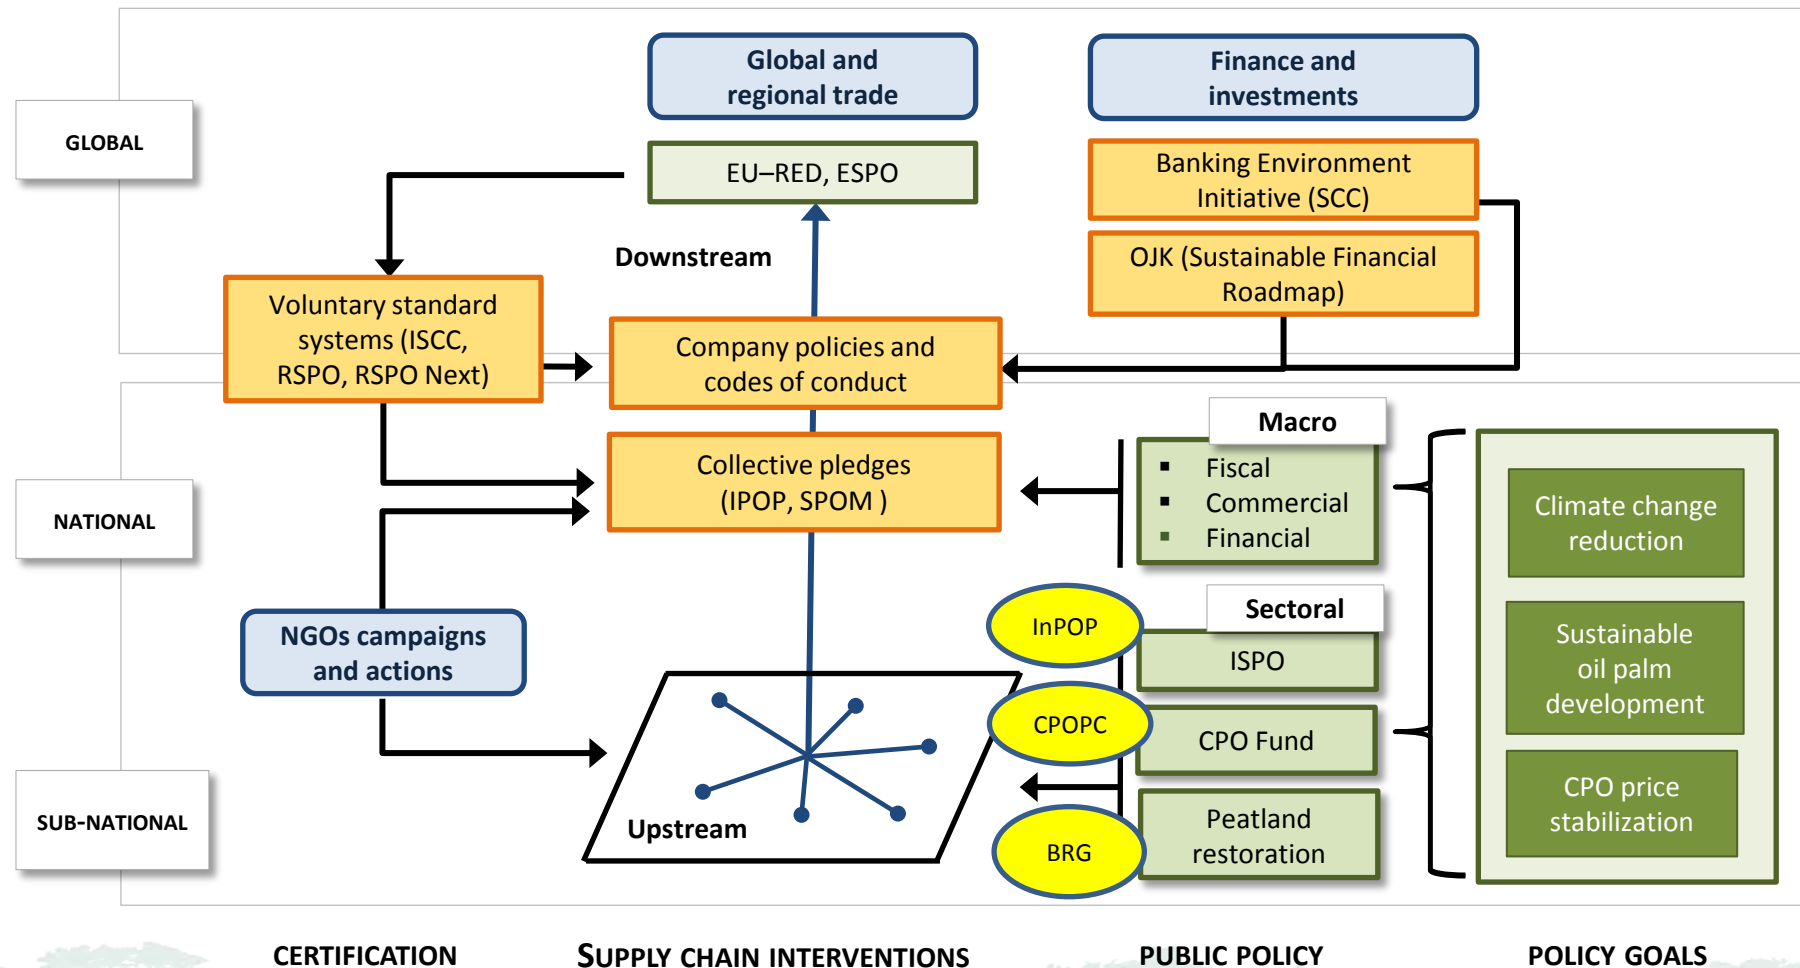 Global and
regional trade
Finance and
investments
GLOBAL
EU–RED, ESPO
Banking Environment
Initiative (SCC)
Downstream
OJK (Sustainable Financial
Roadmap)
Voluntary standard
systems (ISCC,
RSPO, RSPO Next)
Company policies and
codes of conduct
Macro
NATIONAL
Collective pledges
(IPOP, SPOM )
▪ Fiscal
▪ Commercial
▪ Financial
Climate change
reduction
NGOs campaigns
and actions
InPOP
Sectoral
ISPO
Sustainable
oil palm
development
CPOPC
CPO Fund
SUB-NATIONAL
Upstream
BRG
Peatland
restoration
CPO price
stabilization
CERTIFICATION
SUPPLY CHAIN INTERVENTIONS
PUBLIC POLICY
POLICY GOALS